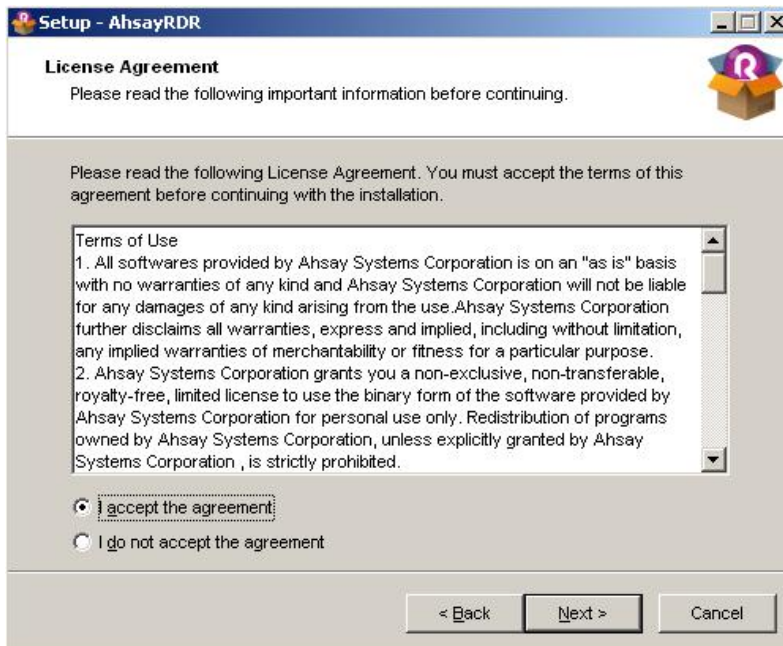 Setup - AhsayRDR
License Agreement
Please read the following important information before continuing.
R
Please read the following License Agreement. You must accept the terms of this
agreement before continuing with the installation.
Terms of Use
1. All softwares provided by Ahsay Systems Corporation is on an "as is" basis
with no warranties of any kind and Ahsay Systems Corporation will not be liable
for any damages of any kind arising from the use.Ahsay Systems Corporation
further disclaims all warranties, express and implied, including without limitation,
any implied warranties of merchantability or fitness for a particular purpose.
2. Ahsay Systems Corporation grants you a non-exclusive, non-transferable,
royalty-free, limited license to use the binary form of the software provided by
Ahsay Systems Corporation for personal use only. Redistribution of programs
owned by Ahsay Systems Corporation, unless explicitly granted by Ahsay
Systems Corporation , is strictly prohibited.
I accept the agreement
I do not accept the agreement
< Back Next > Cancel